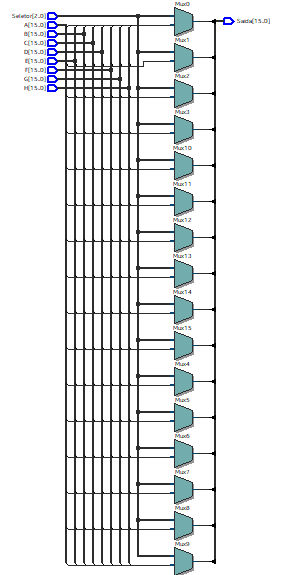 Mux0
Seletor[2..0]
Saida[15..0]
A[15..0]
B[15..0]
C[15..0]
D[15..0]
E[15..0]
F[15..0]
G[15..0]
H[15..0]
Mux1
Mux2
Mux3
Mux10
Mux11
Mux12
Mux13
Mux14
Mux15
Mux4
Mux5
Mux6
Mux7
Mux8
Mux9